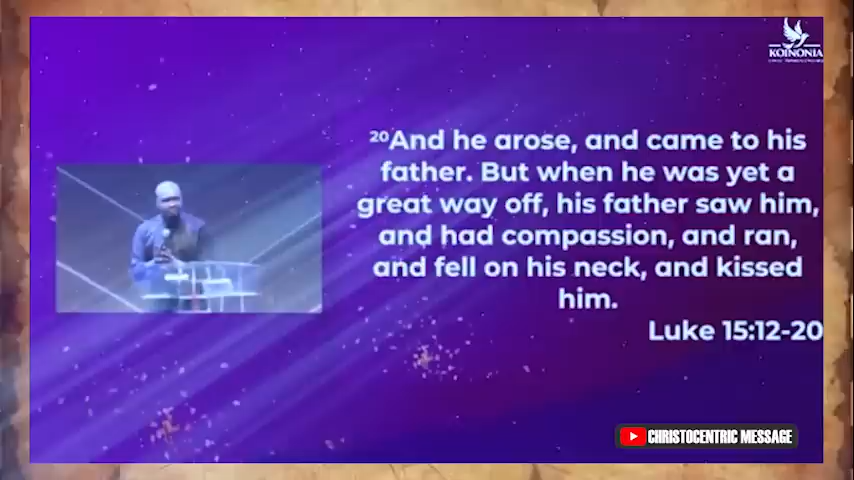 KOINONIA
²⁰And he arose, and came to his
father. But when he was yet a
great way off, his father saw him,
and had compassion, and ran,
and fell on his neck, and kissed
him.
Luke 15:12-20
CHRISTOCENTRIC MESSAGE